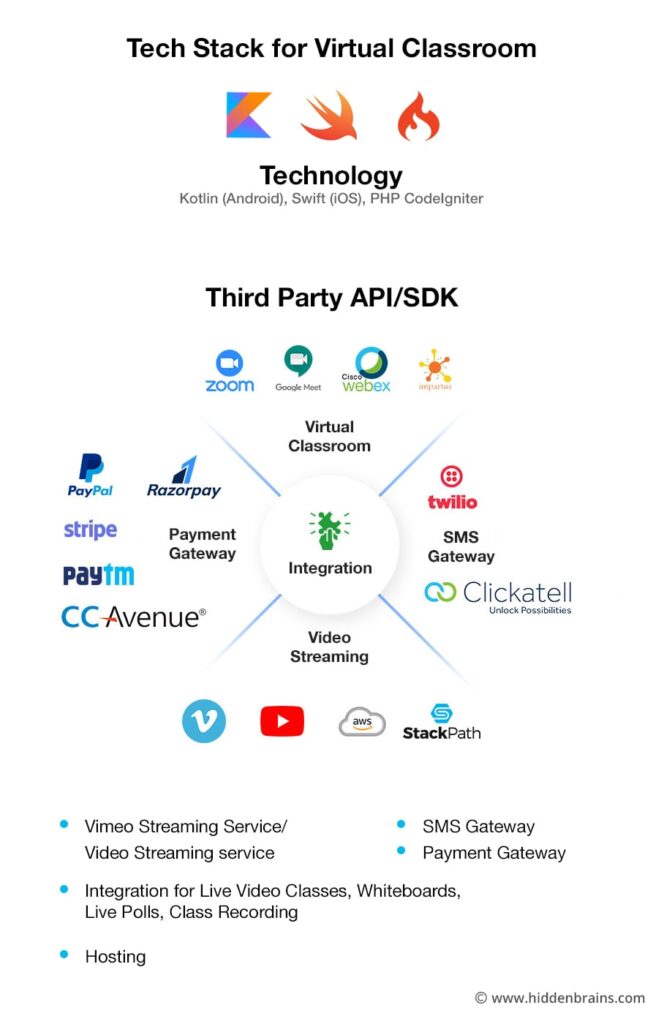 Tech Stack for Virtual Classroom
Technology
Kotlin (Android), Swift (iOS), PHP CodeIgniter
Third Party API/SDK
zoom
Google Meet
Cisco
webex
impartus
Virtual
Classroom
PayPal
Razorpay
stripe
Payment
Gateway
paytm
CCAvenue®
Integration
twilio
SMS
Gateway
Clickatell
Unlock Possibilities
Video
Streaming
aws
StackPath
Vimeo Streaming Service/
Video Streaming service
SMS Gateway
Payment Gateway
Integration for Live Video Classes, Whiteboards,
Live Polls, Class Recording
Hosting
© www.hiddenbrains.com